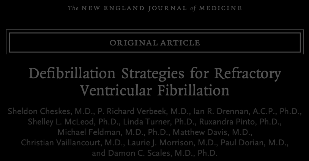 The NEW ENGLAND JOURNAL of MEDICINE
ORIGINAL ARTICLE
Defibrillation Strategies for Refractory
Ventricular Fibrillation
Sheldon Cheskes, M.D., P. Richard Verbeek, M.D., Ian R. Drennan, A.C.P., Ph.D.,
Shelley L. McLeod, Ph.D., Linda Turner, Ph.D., Ruxandra Pinto, Ph.D.,
Michael Feldman, M.D., Ph.D., Matthew Davis, M.D.,
Christian Vaillancourt, M.D., Laurie J. Morrison, M.D., Paul Dorian, M.D.,
and Damon C. Scales, M.D., Ph.D.